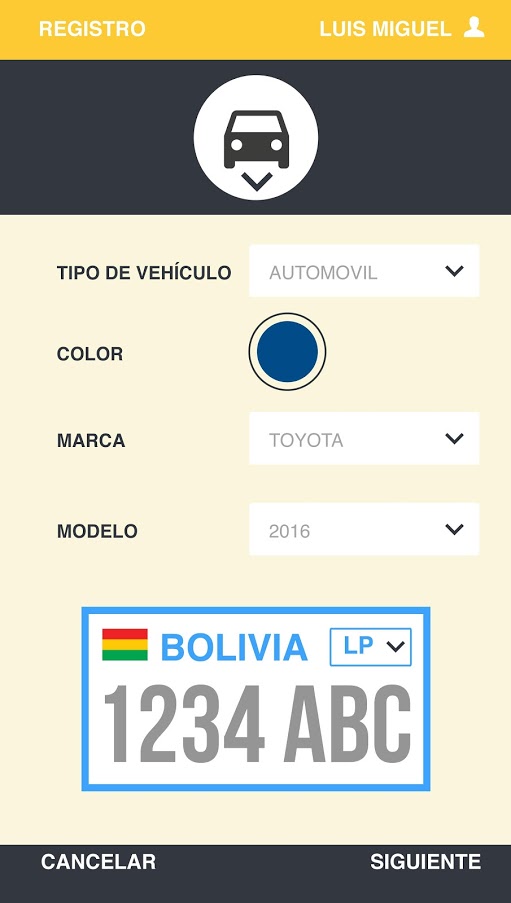 REGISTRO LUIS MIGUEL
TIPO DE VEHÍCULO AUTOMOVIL
COLOR
MARCA TOYOTA
MODELO 2016
BOLIVIA LP
1234 ABC
CANCELAR SIGUIENTE